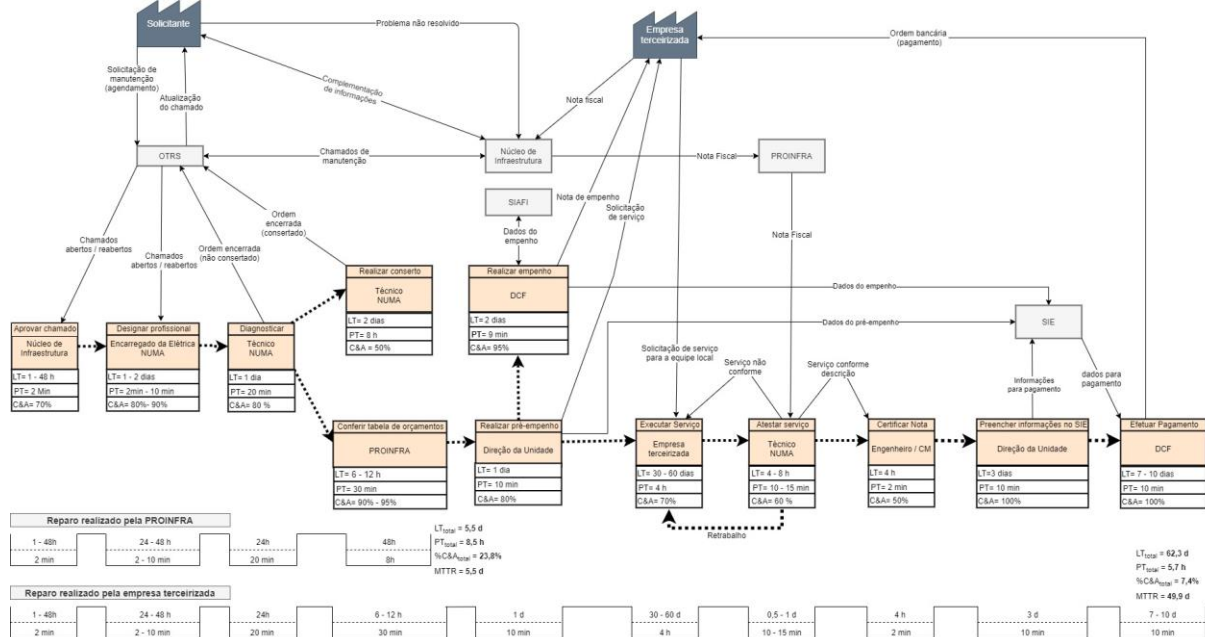 Solicitante
Problema não resolvido
Empresa
terceirizada
Ordem bancária
(pagamento)
Solicitação de
manutenção
(agendamento)
Atualização
do chamado
Complementação
de informações
Nota fiscal
OTRS
Chamados de
manutenção
Núcleo de
Infraestrutura
Nota Fiscal
PROINFRA
SIAFI
Nota de empenho
Solicitação
de serviço
Ordem
encerrada
(consertado)
Dados do
empenho
Nota Fiscal
Chamados
abertos / reabertos
Chamados
abertos / reabertos
Ordem encerrada
(não consertado)
Realizar conserto
Técnico
NUMA
LT= 2 dias
PT= 8 h
C&A = 50%
Realizar empenho
DCF
LT= 2 dias
PT= 9 min
C&A= 95%
Dados do empenho
SIE
Dados do pré-empenho
Aprovar chamado
Núcleo de
Infraestrutura
LT= 1 - 48 h
PT= 2 Min
C&A= 70%
Designar profissional
Encarregado da Elétrica
NUMA
LT= 1 - 2 dias
PT= 2min - 10 min
C&A= 80%- 90%
Diagnosticar
Técnico
NUMA
LT= 1 dia
PT= 20 min
C&A= 80 %
Solicitação de serviço
para a equipe local
Serviço não
conforme
Serviço conforme
descrição
Informações
para pagamento
dados para
pagamento
Conferir tabela de orçamentos
PROINFRA
LT= 6 - 12 h
PT= 30 min
C&A= 90% - 95%
Realizar pré-empenho
Direção da Unidade
LT= 1 dia
PT= 10 min
C&A= 80%
Executar Serviço
Empresa
terceirizada
LT= 30 - 60 dias
PT= 4 h
C&A= 70%
Atestar serviço
Técnico
NUMA
LT= 4 - 8 h
PT= 10 - 15 min
C&A= 60 %
Certificar Nota
Engenheiro / CM
LT= 4 h
PT= 2 min
C&A= 50%
Preencher informações no SIE
Direção da Unidade
LT=3 dias
PT= 10 min
C&A= 100%
Efetuar Pagamento
DCF
LT= 7 - 10 dias
PT= 10 min
C&A= 100%
Retrabalho
Reparo realizado pela PROINFRA
1 - 48h 24 - 48 h 24h 48h
2 min 2 - 10 min 20 min 8h
LTtotal = 5,5 d
PTtotal = 8,5 h
%C&Atotal = 23,8%
MTTR = 5,5 d
LTtotal = 62,3 d
PTtotal = 5,7 h
%C&Atotal = 7,4%
MTTR = 49,9 d
Reparo realizado pela empresa terceirizada
1 - 48h 24 - 48 h 24h 6 - 12 h 1 d 30 - 60 d 0,5 - 1 d 4 h 3 d 7 - 10 d
2 min 2 - 10 min 20 min 30 min 10 min 4 h 10 - 15 min 2 min 10 min 10 min